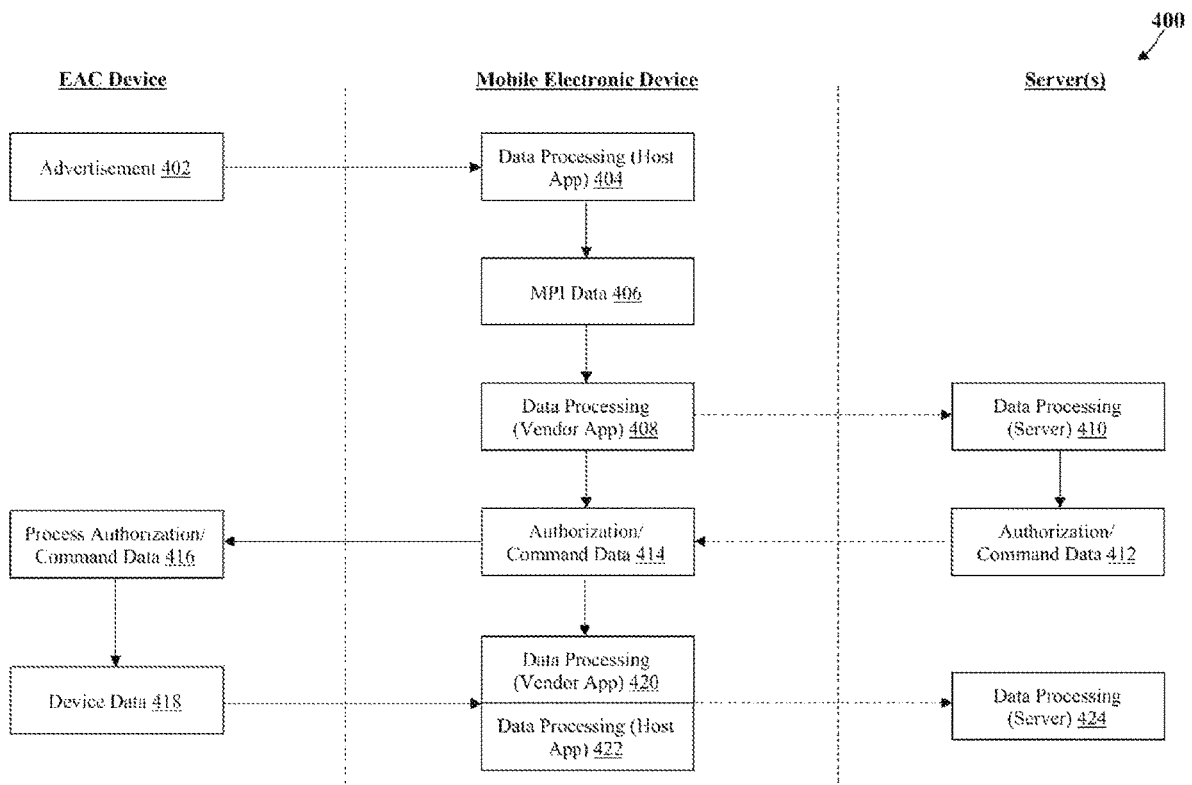 400
EAC Device
Mobile Electronic Device
Server(s)
Advertisement 402
Data Processing (Host
App) 404
MPI Data 406
Data Processing
(Vendor App) 408
Data Processing
(Server) 410
Process Authorization/
Command Data 416
Authorization/
Command Data 414
Authorization/
Command Data 412
Device Data 418
Data Processing
(Vendor App) 420
Data Processing (Host
App) 422
Data Processing
(Server) 424